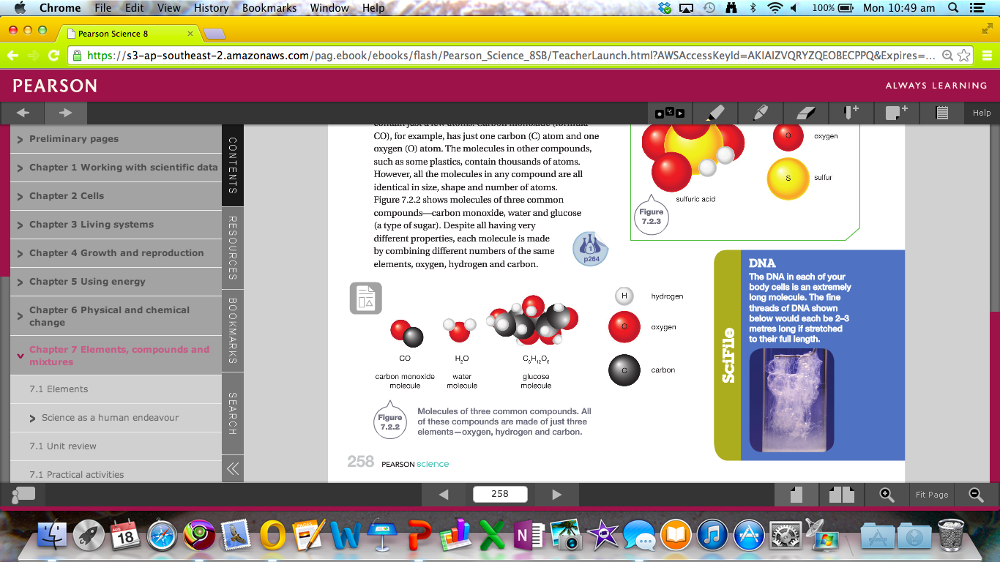 Chrome File Edit View History Bookmarks Window Help 100% Mon 10:49 am
Pearson Science 8
https://s3-ap-southeast-2.amazonaws.com/pag.ebook/ebooks/flash/Pearson_Science_8SB/TeacherLaunch.html?AWSAccessKeyId=AKIAIZVQRYZQEOBECPPQ&Expires=...
PEARSON ALWAYS LEARNING
Help
Preliminary pages
Chapter 1 Working with scientific data
Chapter 2 Cells
Chapter 3 Living systems
Chapter 4 Growth and reproduction
Chapter 5 Using energy
Chapter 6 Physical and chemical
change
Chapter 7 Elements, compounds and
mixtures
7.1 Elements
Science as a human endeavour
7.1 Unit review
7.1 Practical activities
CONTENTS
RESOURCES
BOOKMARKS
SEARCH
contain just a few atoms. Carbon monoxide (formula
CO), for example, has just one carbon (C) atom and one
oxygen (O) atom. The molecules in other compounds,
such as some plastics, contain thousands of atoms.
However, all the molecules in any compound are all
identical in size, shape and number of atoms.
Figure 7.2.2 shows molecules of three common
compounds—carbon monoxide, water and glucose
(a type of sugar). Despite all having very
different properties, each molecule is made
by combining different numbers of the same
elements, oxygen, hydrogen and carbon.
1
p264
O oxygen
S sulfur
sulfuric acid
Figure
7.2.3
H hydrogen
O oxygen
C carbon
CO
carbon monoxide
molecule
H₂O
water
molecule
C₆H₁₂O₆
glucose
molecule
Figure
7.2.2
Molecules of three common compounds. All
of these compounds are made of just three
elements—oxygen, hydrogen and carbon.
SciFile
DNA
The DNA in each of your
body cells is an extremely
long molecule. The fine
threads of DNA shown
below would each be 2–3
metres long if stretched
to their full length.
258 PEARSON science
258
Fit Page
AUG
18
PAGES